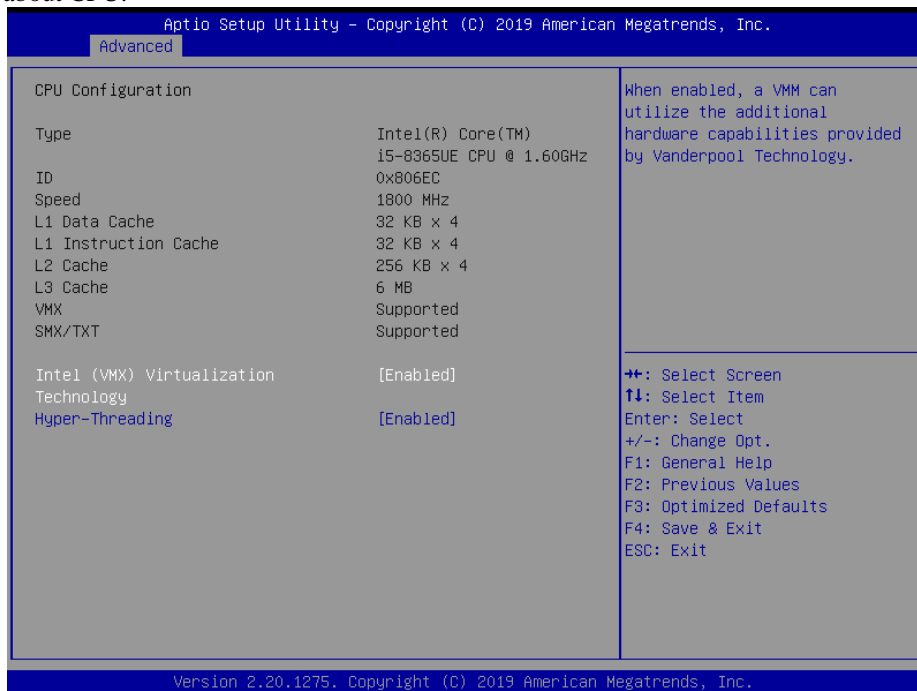 about CPU.
Aptio Setup Utility – Copyright (C) 2019 American Megatrends, Inc.
Advanced
CPU Configuration
Type Intel(R) Core(TM)
i5-8365UE CPU @ 1.60GHz
ID 0x806EC
Speed 1800 MHz
L1 Data Cache 32 KB x 4
L1 Instruction Cache 32 KB x 4
L2 Cache 256 KB x 4
L3 Cache 6 MB
VMX Supported
SMX/TXT Supported
Intel (VMX) Virtualization [Enabled]
Technology
Hyper-Threading [Enabled]
When enabled, a VMM can
utilize the additional
hardware capabilities provided
by Vanderpool Technology.
→←: Select Screen
↑↓: Select Item
Enter: Select
+/-: Change Opt.
F1: General Help
F2: Previous Values
F3: Optimized Defaults
F4: Save & Exit
ESC: Exit
Version 2.20.1275. Copyright (C) 2019 American Megatrends, Inc.